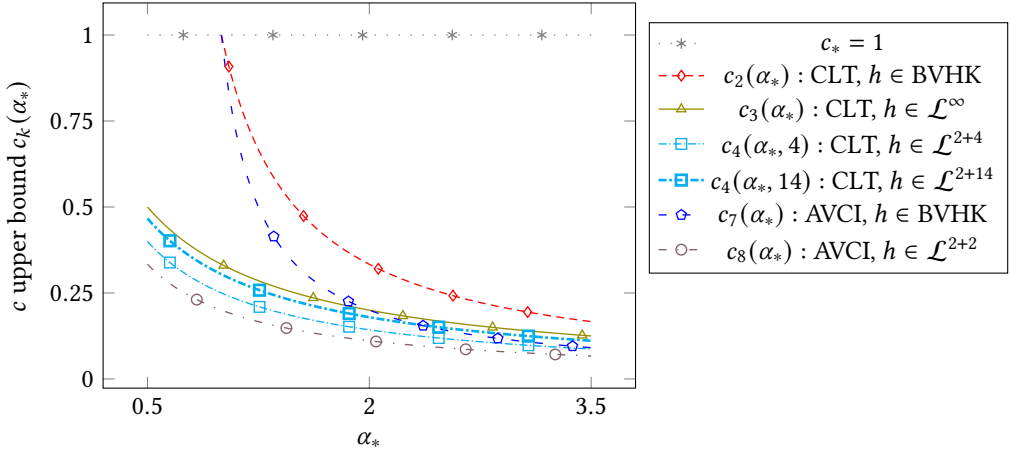 c upper bound c_k(α_*)
1
0.75
0.5
0.25
0
0.5
2
3.5
α_*
c_* = 1
c_2(α_*) : CLT, h ∈ BVHK
c_3(α_*) : CLT, h ∈ 𝓛^∞
c_4(α_*, 4) : CLT, h ∈ 𝓛^{2+4}
c_4(α_*, 14) : CLT, h ∈ 𝓛^{2+14}
c_7(α_*) : AVCI, h ∈ BVHK
c_8(α_*) : AVCI, h ∈ 𝓛^{2+2}